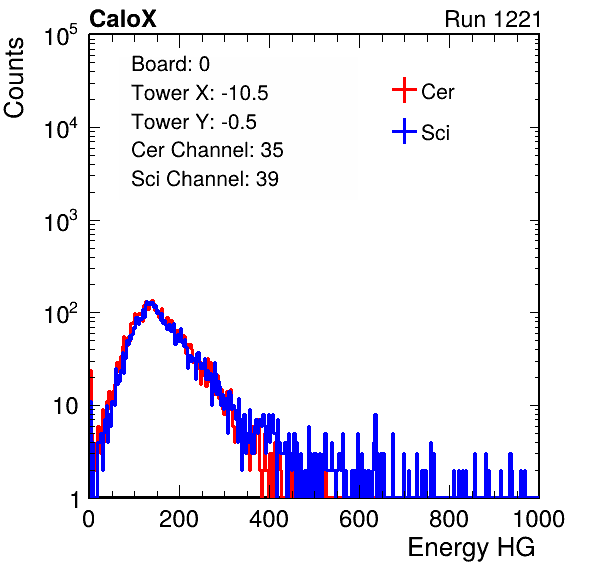 CaloX Run 1221
Counts
10^5
10^4
10^3
10^2
10
1
Board: 0
Tower X: -10.5
Tower Y: -0.5
Cer Channel: 35
Sci Channel: 39
Cer
Sci
0 200 400 600 800 1000
Energy HG